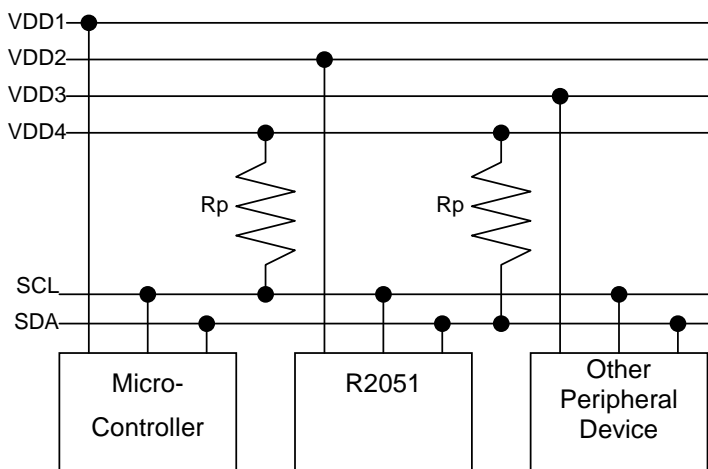 VDD1
VDD2
VDD3
VDD4
Rp
Rp
SCL
SDA
Micro-
Controller
R2051
Other
Peripheral
Device